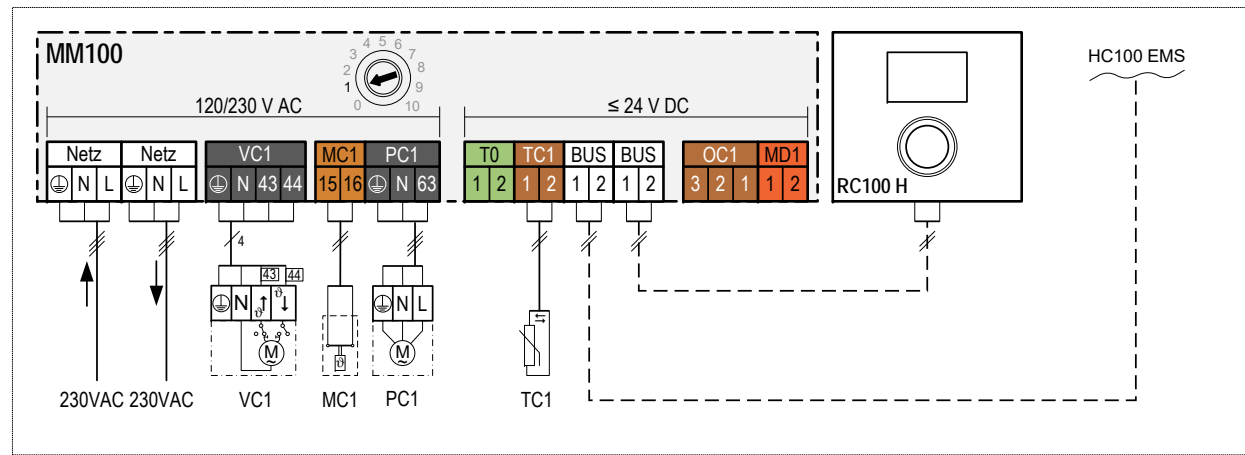 HC100 EMS
MM100
0 1 2 3 4 5 6 7 8 9 10
120/230 V AC
≤ 24 V DC
Netz Netz VC1 MC1 PC1 T0 TC1 BUS BUS OC1 MD1
N L N L N 43 44 15 16 N 63 1 2 1 2 1 2 1 2 3 2 1 1 2
RC100 H
4
43 44
N ϑ ϑ N L
M ~ ϑ M ~
230VAC 230VAC VC1 MC1 PC1 TC1